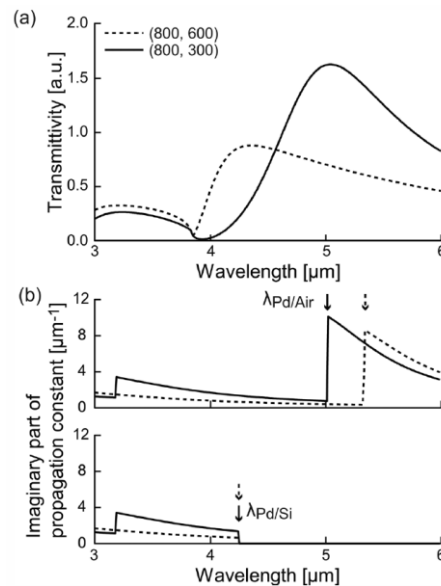 (a)
2.0
1.5
1.0
0.5
0.0
Transmittivity [a.u.]
(800, 600)
(800, 300)
3
4
5
6
Wavelength [μm]
(b)
λPd/Air
12
8
4
0
12
8
4
0
Imaginary part of
propagation constant [μm-1]
λPd/Si
3
4
5
6
Wavelength [μm]